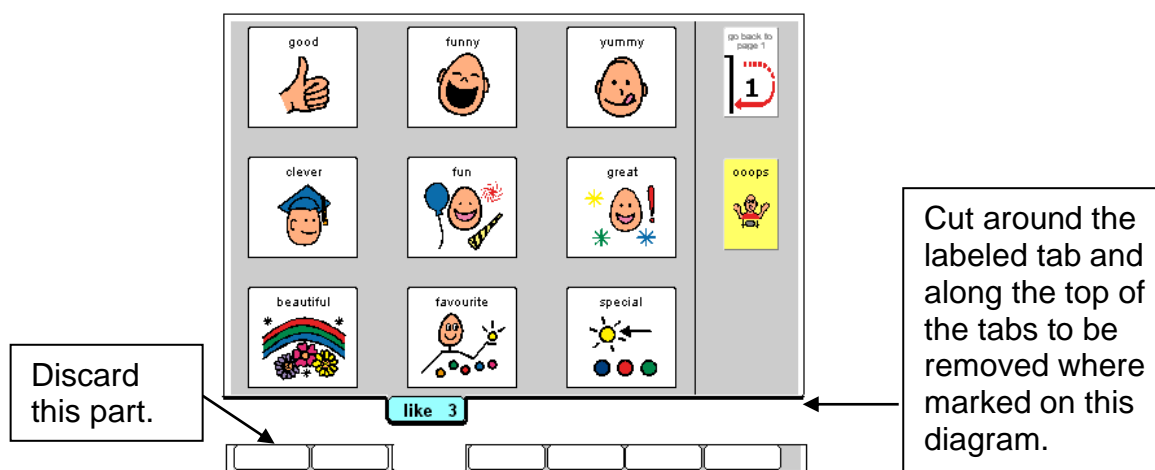 good
funny
yummy
go back to
page 1
1
clever
fun
great
ooops
beautiful
favourite
special
like 3
Discard
this part.
Cut around the
labeled tab and
along the top of
the tabs to be
removed where
marked on this
diagram.